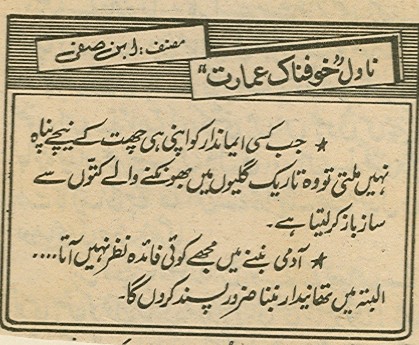 مصنف: ابن صفی
ناول "خوفناک عمارت"
★ جب کسی ایماندار کو اپنی ہی چھت کے نیچے پناہ
نہیں ملتی تو وہ تاریک گلیوں میں بھونکنے والے کتوں سے
ساز باز کر لیتا ہے۔
★ آدمی بننے میں مجھے کوئی فائدہ نظر نہیں آتا....
البتہ میں تھانیدار بننا ضرور پسند کروں گا۔